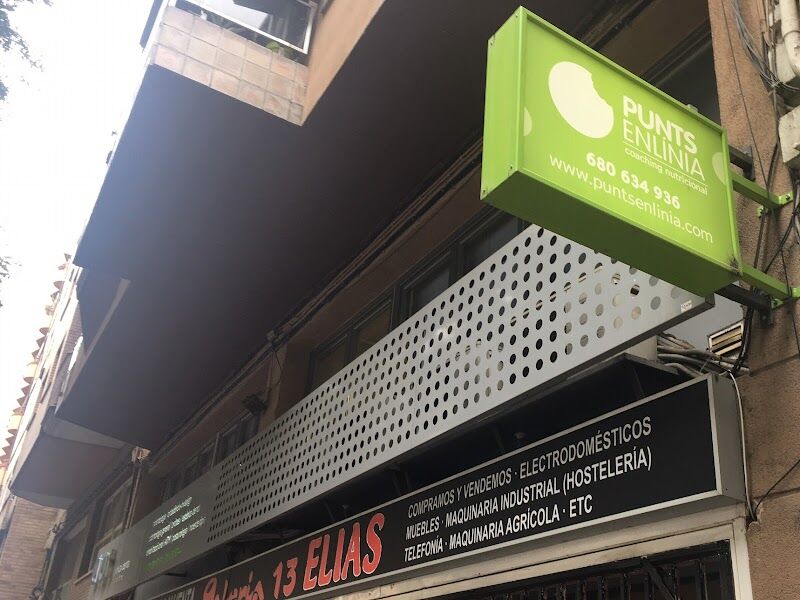 PUNTS
ENLÍNIA
coaching nutricional
680 634 936
www.puntsenlinia.com
COMPRAMOS Y VENDEMOS · ELECTRODOMÉSTICOS
MUEBLES · MAQUINARIA INDUSTRIAL (HOSTELERÍA)
TELEFONÍA · MAQUINARIA AGRÍCOLA · ETC
13 ELIAS